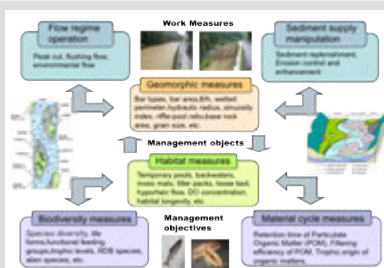 Work Measures
Flow regime
operation
Peak cut, flushing flow,
environmental flow
Sediment supply
manipulation
Sediment replenishment,
Erosion control and
enhancement
Geomorphic measures
Bar types, bar area, B/h, wetted
perimeter, hydraulic radius, sinuosity
index, riffle-pool ratio, base rock
area, grain size, etc.
Management objects
Habitat measures
Temporary pools, backwaters,
moss mats, litter packs, loose bed,
hyporheic flow, DO concentration,
habitat longevity, etc.
Biodiversity measures
Species diversity, life
forms, functional feeding
groups, trophic levels, RDB species,
alien species, etc.
Management
objectives
Material cycle measures
Retention time of Particulate
Organic Matter (POM), Filtering
efficiency of POM, Trophic origin of
organic matters,